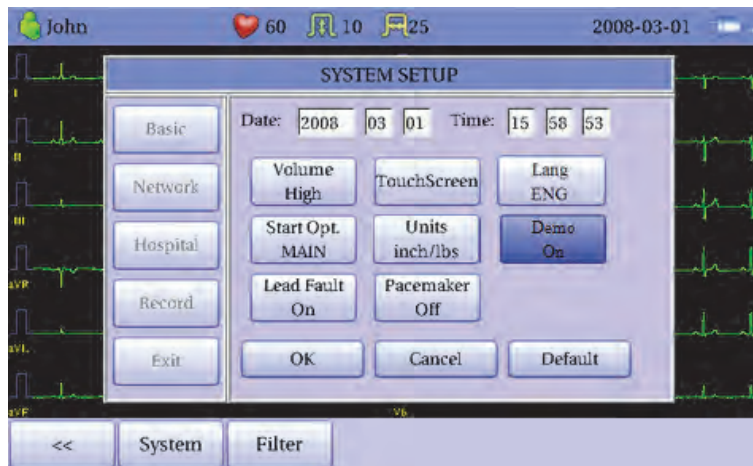 John 60 10 25 2008-03-01
SYSTEM SETUP
I
II
III
aVR
aVL
aVF
V6
Basic
Network
Hospital
Record
Exit
Date: 2008 03 01 Time: 15 58 53
Volume
High
TouchScreen
Lang
ENG
Start Opt.
MAIN
Units
inch/lbs
Demo
On
Lead Fault
On
Pacemaker
Off
OK
Cancel
Default
<<
System
Filter